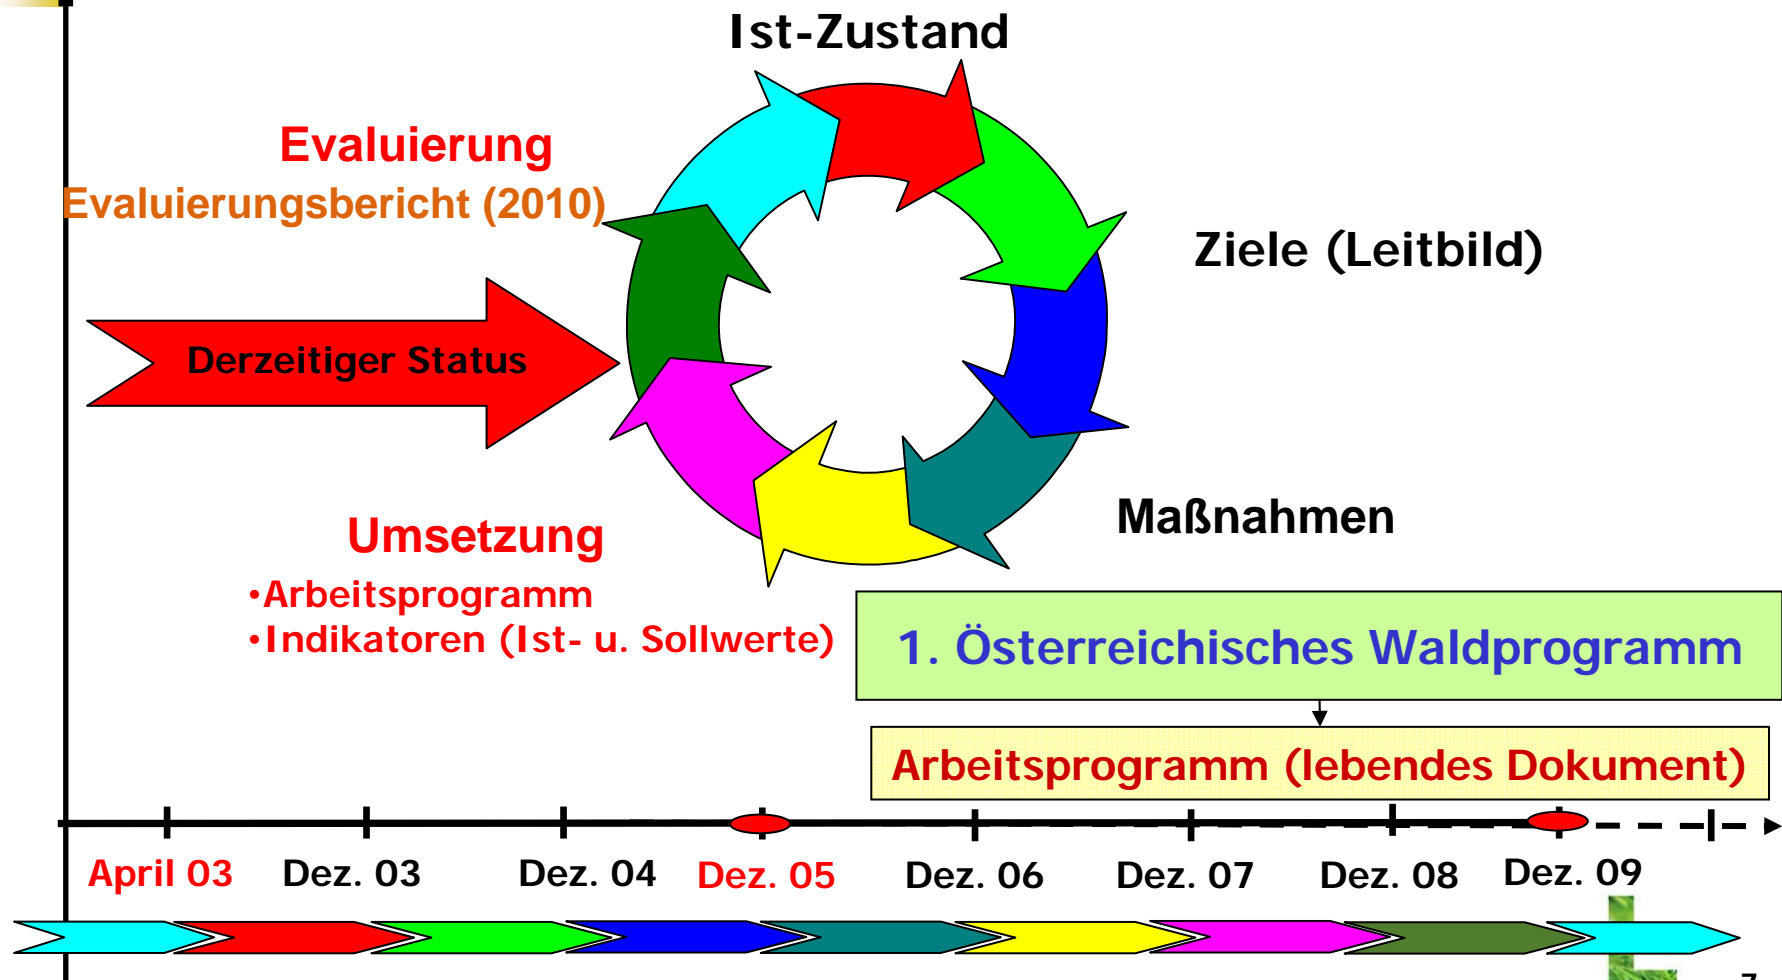 Ist-Zustand
Evaluierung
Evaluierungsbericht (2010)
Ziele (Leitbild)
Derzeitiger Status
Maßnahmen
Umsetzung
•Arbeitsprogramm
•Indikatoren (Ist- u. Sollwerte)
1. Österreichisches Waldprogramm
Arbeitsprogramm (lebendes Dokument)
April 03 Dez. 03 Dez. 04 Dez. 05 Dez. 06 Dez. 07 Dez. 08 Dez. 09